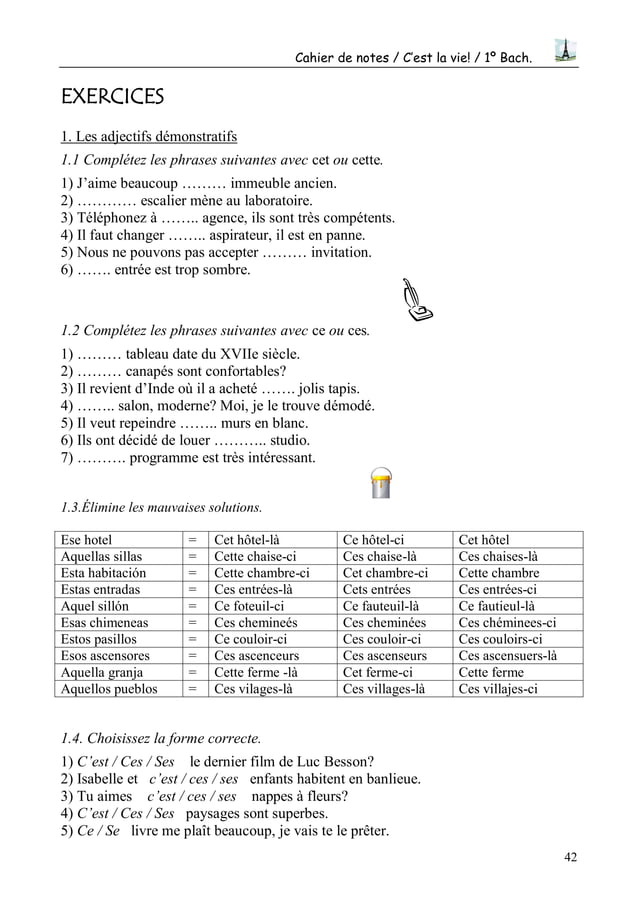 Cahier de notes / C'est la vie! / 1º Bach.
EXERCICES
1. Les adjectifs démonstratifs
1.1 Complétez les phrases suivantes avec cet ou cette.
1) J'aime beaucoup ……… immeuble ancien.
2) ………… escalier mène au laboratoire.
3) Téléphonez à …….. agence, ils sont très compétents.
4) Il faut changer …….. aspirateur, il est en panne.
5) Nous ne pouvons pas accepter ……… invitation.
6) ……. entrée est trop sombre.
1.2 Complétez les phrases suivantes avec ce ou ces.
1) ……… tableau date du XVIIe siècle.
2) ……… canapés sont confortables?
3) Il revient d'Inde où il a acheté ……. jolis tapis.
4) …….. salon, moderne? Moi, je le trouve démodé.
5) Il veut repeindre …….. murs en blanc.
6) Ils ont décidé de louer ……….. studio.
7) ………. programme est très intéressant.
1.3.Élimine les mauvaises solutions.
Ese hotel = Cet hôtel-là Ce hôtel-ci Cet hôtel
Aquellas sillas = Cette chaise-ci Ces chaise-là Ces chaises-là
Esta habitación = Cette chambre-ci Cet chambre-ci Cette chambre
Estas entradas = Ces entrées-là Cets entrées Ces entrées-ci
Aquel sillón = Ce foteuil-ci Ce fauteuil-là Ce fautieul-là
Esas chimeneas = Ces chemineés Ces cheminées Ces chéminees-ci
Estos pasillos = Ce couloir-ci Ces couloir-ci Ces couloirs-ci
Esos ascensores = Ces ascenceurs Ces ascenseurs Ces ascensuers-là
Aquella granja = Cette ferme -là Cet ferme-ci Cette ferme
Aquellos pueblos = Ces vilages-là Ces villages-là Ces villajes-ci
1.4. Choisissez la forme correcte.
1) C'est / Ces / Ses le dernier film de Luc Besson?
2) Isabelle et c'est / ces / ses enfants habitent en banlieue.
3) Tu aimes c'est / ces / ses nappes à fleurs?
4) C'est / Ces / Ses paysages sont superbes.
5) Ce / Se livre me plaît beaucoup, je vais te le prêter.
42